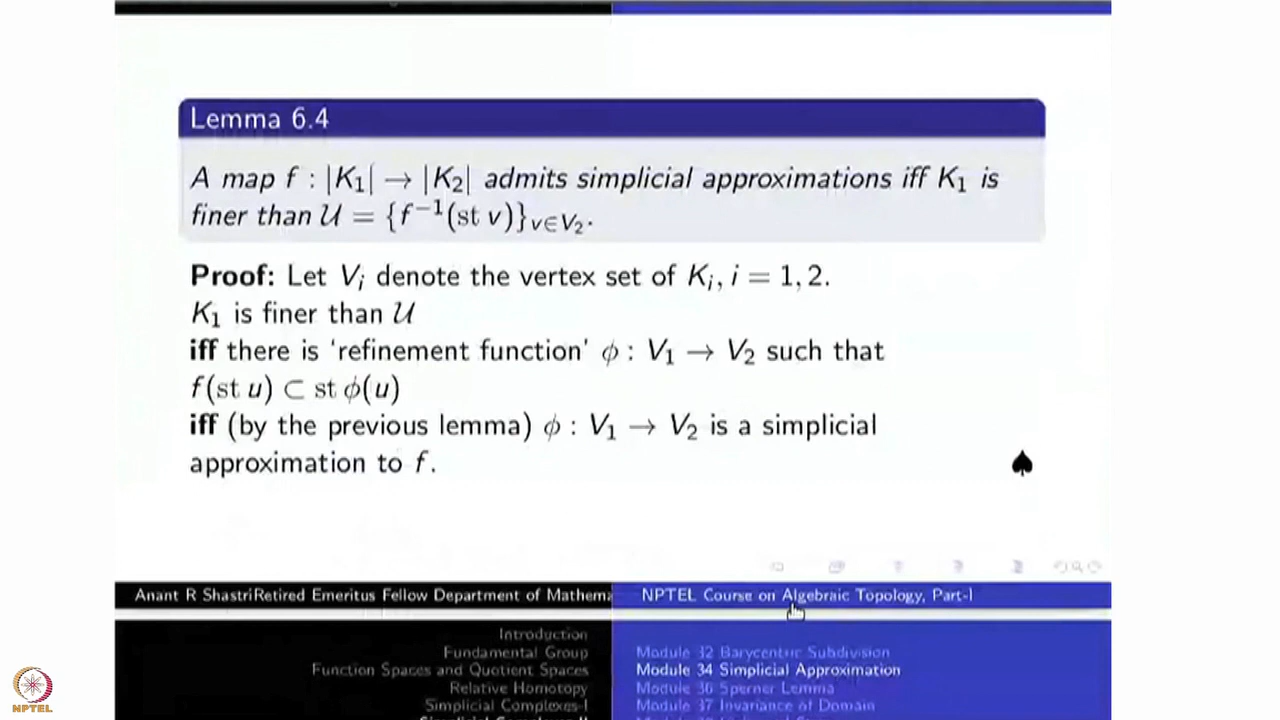 Lemma 6.4
A map f : |K₁| → |K₂| admits simplicial approximations iff K₁ is
finer than 𝒰 = {f⁻¹(st v)}v∈V₂.
Proof: Let Vᵢ denote the vertex set of Kᵢ, i = 1, 2.
K₁ is finer than 𝒰
iff there is ‘refinement function’ ϕ : V₁ → V₂ such that
f(st u) ⊂ st ϕ(u)
iff (by the previous lemma) ϕ : V₁ → V₂ is a simplicial
approximation to f. ♠
Anant R ShastriRetired Emeritus Fellow Department of Mathema
NPTEL Course on Algebraic Topology, Part-I
Introduction
Fundamental Group
Function Spaces and Quotient Spaces
Relative Homotopy
Simplicial Complexes-I
Module 32 Barycentric Subdivision
Module 34 Simplicial Approximation
Module 36 Sperner Lemma
Module 37 Invariance of Domain
NPTEL